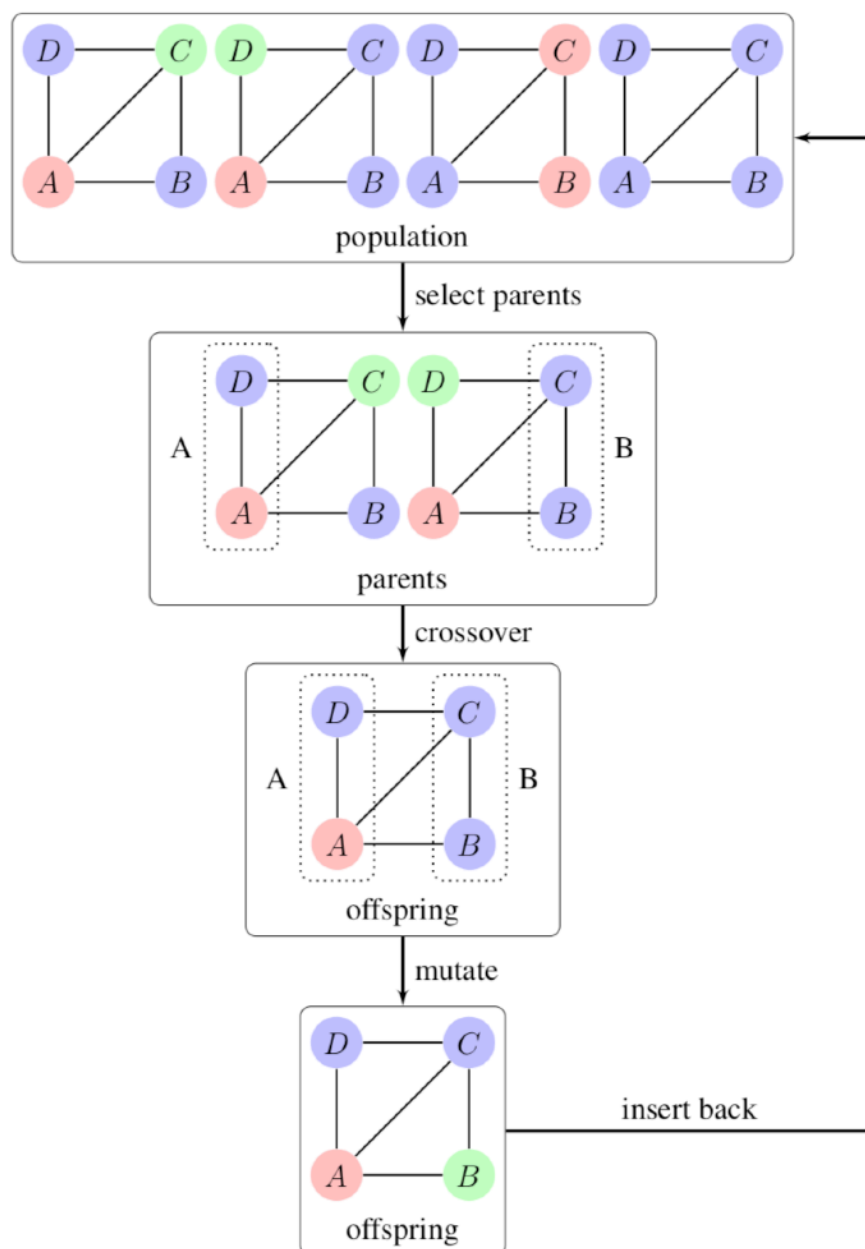 D C D C D C D C
A B A B A B A B
population
select parents
D C D C
A B
A B A B
parents
crossover
D C
A B
A B
offspring
mutate
D C
insert back
A B
offspring